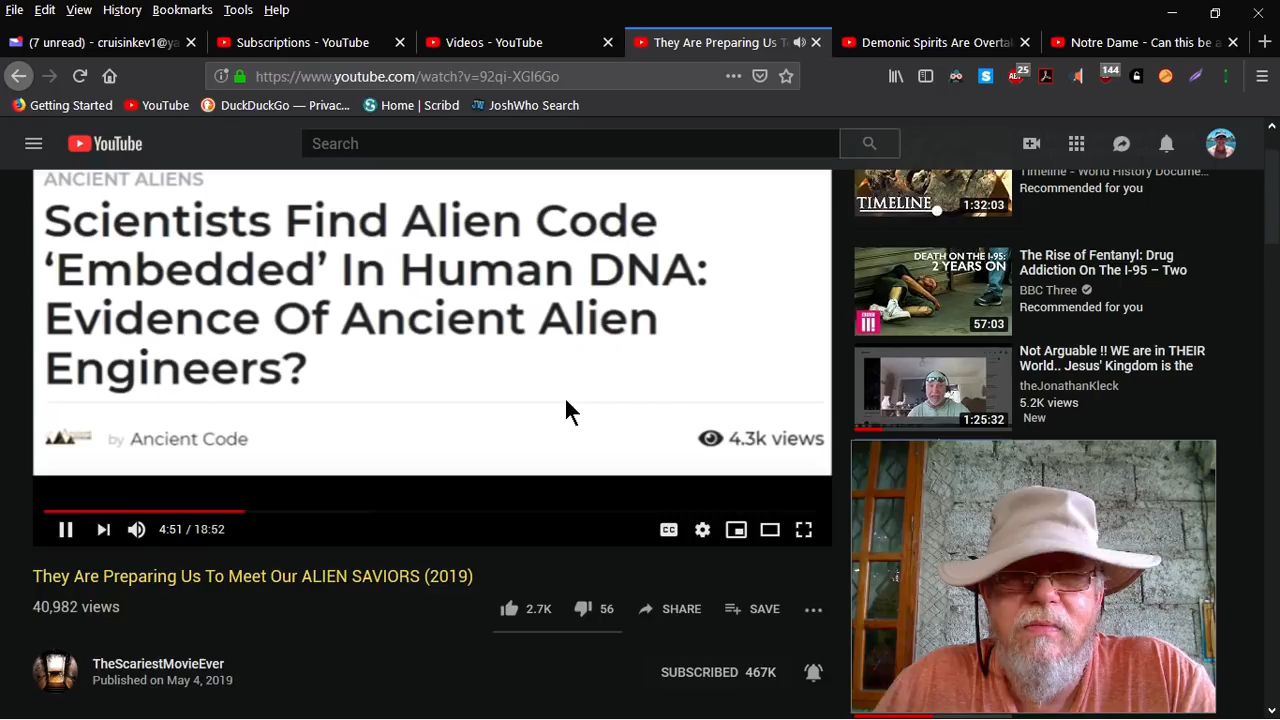 File Edit View History Bookmarks Tools Help
(7 unread) - cruisinkev1@ya
Subscriptions - YouTube
Videos - YouTube
They Are Preparing Us T
Demonic Spirits Are Overta
Notre Dame - Can this be a
https://www.youtube.com/watch?v=92qi-XGl6Go
25
144
Getting Started
YouTube
DuckDuckGo — Privac...
Home | Scribd
JoshWho Search
YouTube
Search
ANCIENT ALIENS
Scientists Find Alien Code
‘Embedded’ In Human DNA:
Evidence Of Ancient Alien
Engineers?
by Ancient Code
4.3k views
4:51 / 18:52
CC
They Are Preparing Us To Meet Our ALIEN SAVIORS (2019)
40,982 views
2.7K
56
SHARE
SAVE
TheScariestMovieEver
Published on May 4, 2019
SUBSCRIBED 467K
TIMELINE
1:32:03
Timeline - World History Docume...
Recommended for you
DEATH ON THE I-95:
2 YEARS ON
57:03
The Rise of Fentanyl: Drug
Addiction On The I-95 – Two
BBC Three
Recommended for you
1:25:32
Not Arguable !! WE are in THEIR
World.. Jesus' Kingdom is the
theJonathanKleck
5.2K views
New